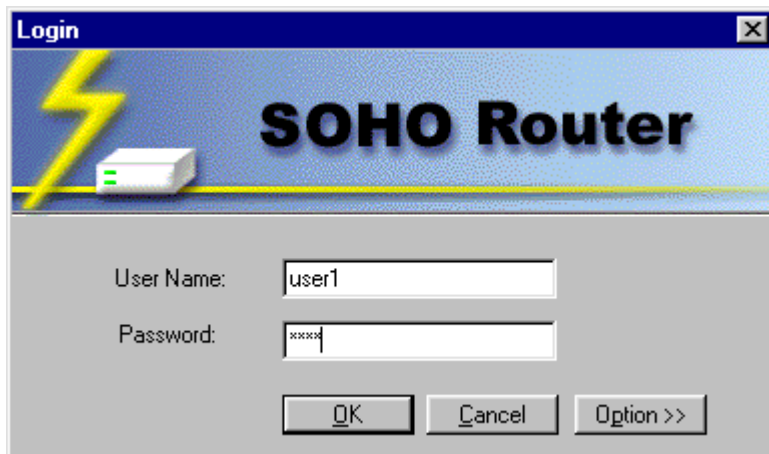 Login
SOHO Router
User Name: user1
Password: ****
OK Cancel Option >>